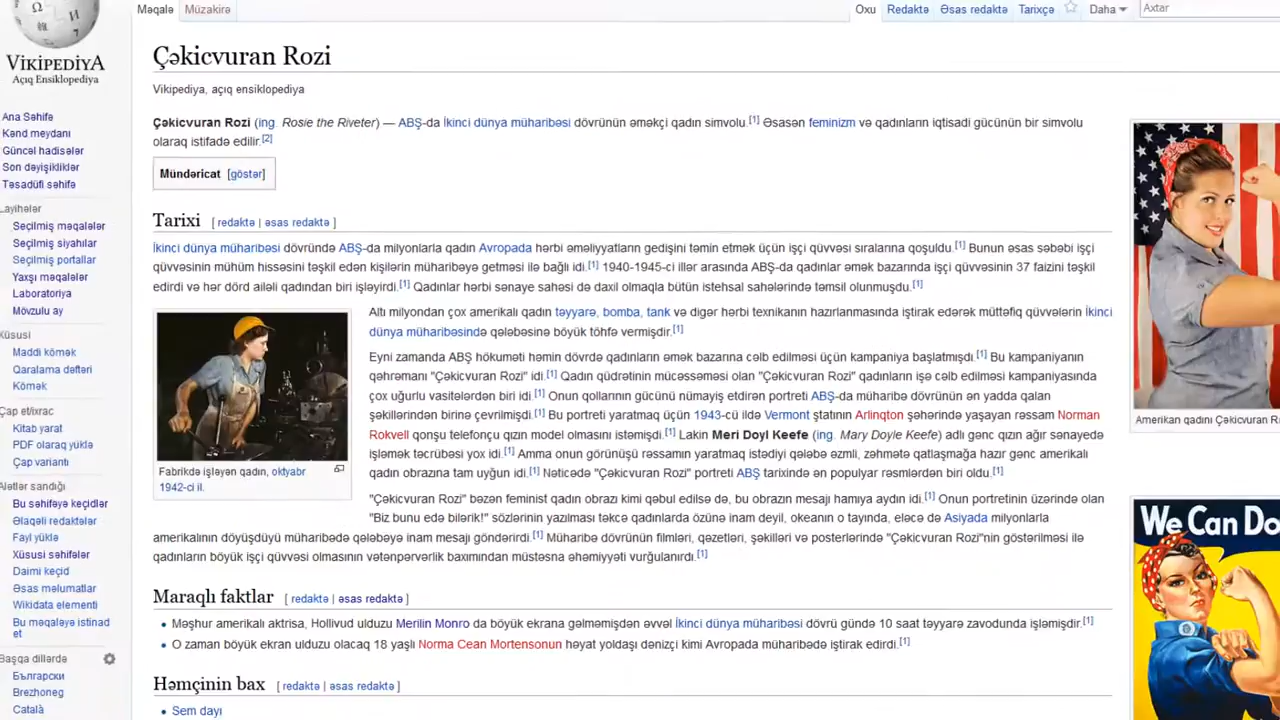 Məqalə Müzakirə
Oxu Redaktə Əsas redaktə Tarixçə Daha Axtar
VİKİPEDİYA
Açıq Ensiklopediya
Ana Səhifə
Kənd meydanı
Güncəl hadisələr
Son dəyişikliklər
Təsadüfi səhifə
Layihələr
Seçilmiş məqalələr
Seçilmiş siyahılar
Seçilmiş portallar
Yaxşı məqalələr
Laboratoriya
Mövzulu ay
Xüsusi
Maddi kömək
Qaralama dəftəri
Kömək
Çap et/ixrac
Kitab yarat
PDF olaraq yüklə
Çap variantı
Alətlər sandığı
Bu səhifəyə keçidlər
Əlaqəli redaktələr
Fayl yüklə
Xüsusi səhifələr
Daimi keçid
Əsas məlumatlar
Wikidata elementi
Bu məqaləyə istinad
et
Başqa dillərdə
Български
Brezhoneg
Català
Çəkicvuran Rozi
Vikipediya, açıq ensiklopediya
Çəkicvuran Rozi (ing. Rosie the Riveter) — ABŞ-da İkinci dünya müharibəsi dövrünün əməkçi qadın simvolu.[1] Əsasən feminizm və qadınların iqtisadi gücünün bir simvolu
olaraq istifadə edilir.[2]
Mündəricat [göstər]
Tarixi [ redaktə | əsas redaktə ]
İkinci dünya müharibəsi dövründə ABŞ-da milyonlarla qadın Avropada hərbi əməliyyatların gedişini təmin etmək üçün işçi qüvvəsi sıralarına qoşuldu.[1] Bunun əsas səbəbi işçi
qüvvəsinin mühüm hissəsini təşkil edən kişilərin müharibəyə getməsi ilə bağlı idi.[1] 1940-1945-ci illər arasında ABŞ-da qadınlar əmək bazarında işçi qüvvəsinin 37 faizini təşkil
edirdi və hər dörd ailəli qadından biri işləyirdi.[1] Qadınlar hərbi sənaye sahəsi də daxil olmaqla bütün istehsal sahələrində təmsil olunmuşdu.[1]
Altı milyondan çox amerikalı qadın təyyarə, bomba, tank və digər hərbi texnikanın hazırlanmasında iştirak edərək müttəfiq qüvvələrin İkinci
dünya müharibəsində qələbəsinə böyük töhfə vermişdir.[1]
Eyni zamanda ABŞ hökuməti həmin dövrdə qadınların əmək bazarına cəlb edilməsi üçün kampaniya başlatmışdı.[1] Bu kampaniyanın
qəhrəmanı "Çəkicvuran Rozi" idi.[1] Qadın qüdrətinin mücəssəməsi olan "Çəkicvuran Rozi" qadınların işə cəlb edilməsi kampaniyasında
çox uğurlu vasitələrdən biri idi.[1] Onun qollarının gücünü nümayiş etdirən portreti ABŞ-da müharibə dövrünün ən yadda qalan
şəkillərindən birinə çevrilmişdi.[1] Bu portreti yaratmaq üçün 1943-cü ildə Vermont ştatının Arlinqton şəhərində yaşayan rəssam Norman
Rokvell qonşu telefonçu qızın model olmasını istəmişdi.[1] Lakin Meri Doyl Keefe (ing. Mary Doyle Keefe) adlı gənc qızın ağır sənayedə
işləmək təcrübəsi yox idi.[1] Amma onun görünüşü rəssamın yaratmaq istədiyi qələbə əzmli, zəhmətə qatlaşmağa hazır gənc amerikalı
qadın obrazına tam uyğun idi.[1] Nəticədə "Çəkicvuran Rozi" portreti ABŞ tarixində ən populyar rəsmlərdən biri oldu.[1]
Fabrikdə işləyən qadın, oktyabr
1942-ci il.
"Çəkicvuran Rozi" bəzən feminist qadın obrazı kimi qəbul edilsə də, bu obrazın mesajı hamıya aydın idi.[1] Onun portretinin üzərində olan
"Biz bunu edə bilərik!" sözlərinin yazılması təkcə qadınlarda özünə inam deyil, okeanın o tayında, eləcə də Asiyada milyonlarla
amerikalının döyüşdüyü müharibədə qələbəyə inam mesajı göndərirdi.[1] Müharibə dövrünün filmləri, qəzetləri, şəkilləri və posterlərində "Çəkicvuran Rozi"nin göstərilməsi ilə
qadınların böyük işçi qüvvəsi olmasının vətənpərvərlik baxımından müstəsna əhəmiyyəti vurğulanırdı.[1]
Maraqlı faktlar [ redaktə | əsas redaktə ]
Məşhur amerikalı aktrisa, Hollivud ulduzu Merilin Monro da böyük ekrana gəlməmişdən əvvəl İkinci dünya müharibəsi dövrü gündə 10 saat təyyarə zavodunda işləmişdir.[1]
O zaman böyük ekran ulduzu olacaq 18 yaşlı Norma Cean Mortensonun həyat yoldaşı dənizçi kimi Avropada müharibədə iştirak edirdi.[1]
Həmçinin bax [ redaktə | əsas redaktə ]
Sem dayı
Amerikan qadını Çəkicvuran Ro
We Can Do